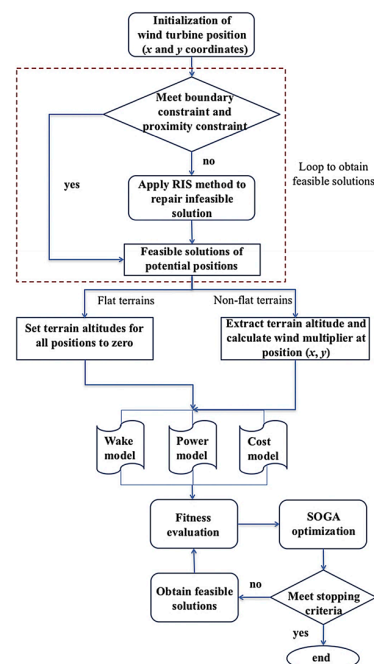 Initialization of
wind turbine position
(x and y coordinates)
Meet boundary
constraint and
proximity constraint
no
yes
Loop to obtain
feasible solutions
Apply RIS method to
repair infeasible
solution
Feasible solutions of
potential positions
Flat terrains
Non-flat terrains
Set terrain altitudes for
all positions to zero
Extract terrain altitude and
calculate wind multiplier at
position (x, y)
Wake
model
Power
model
Cost
model
Fitness
evaluation
SOGA
optimization
Obtain feasible
solutions
no
Meet stopping
criteria
yes
end